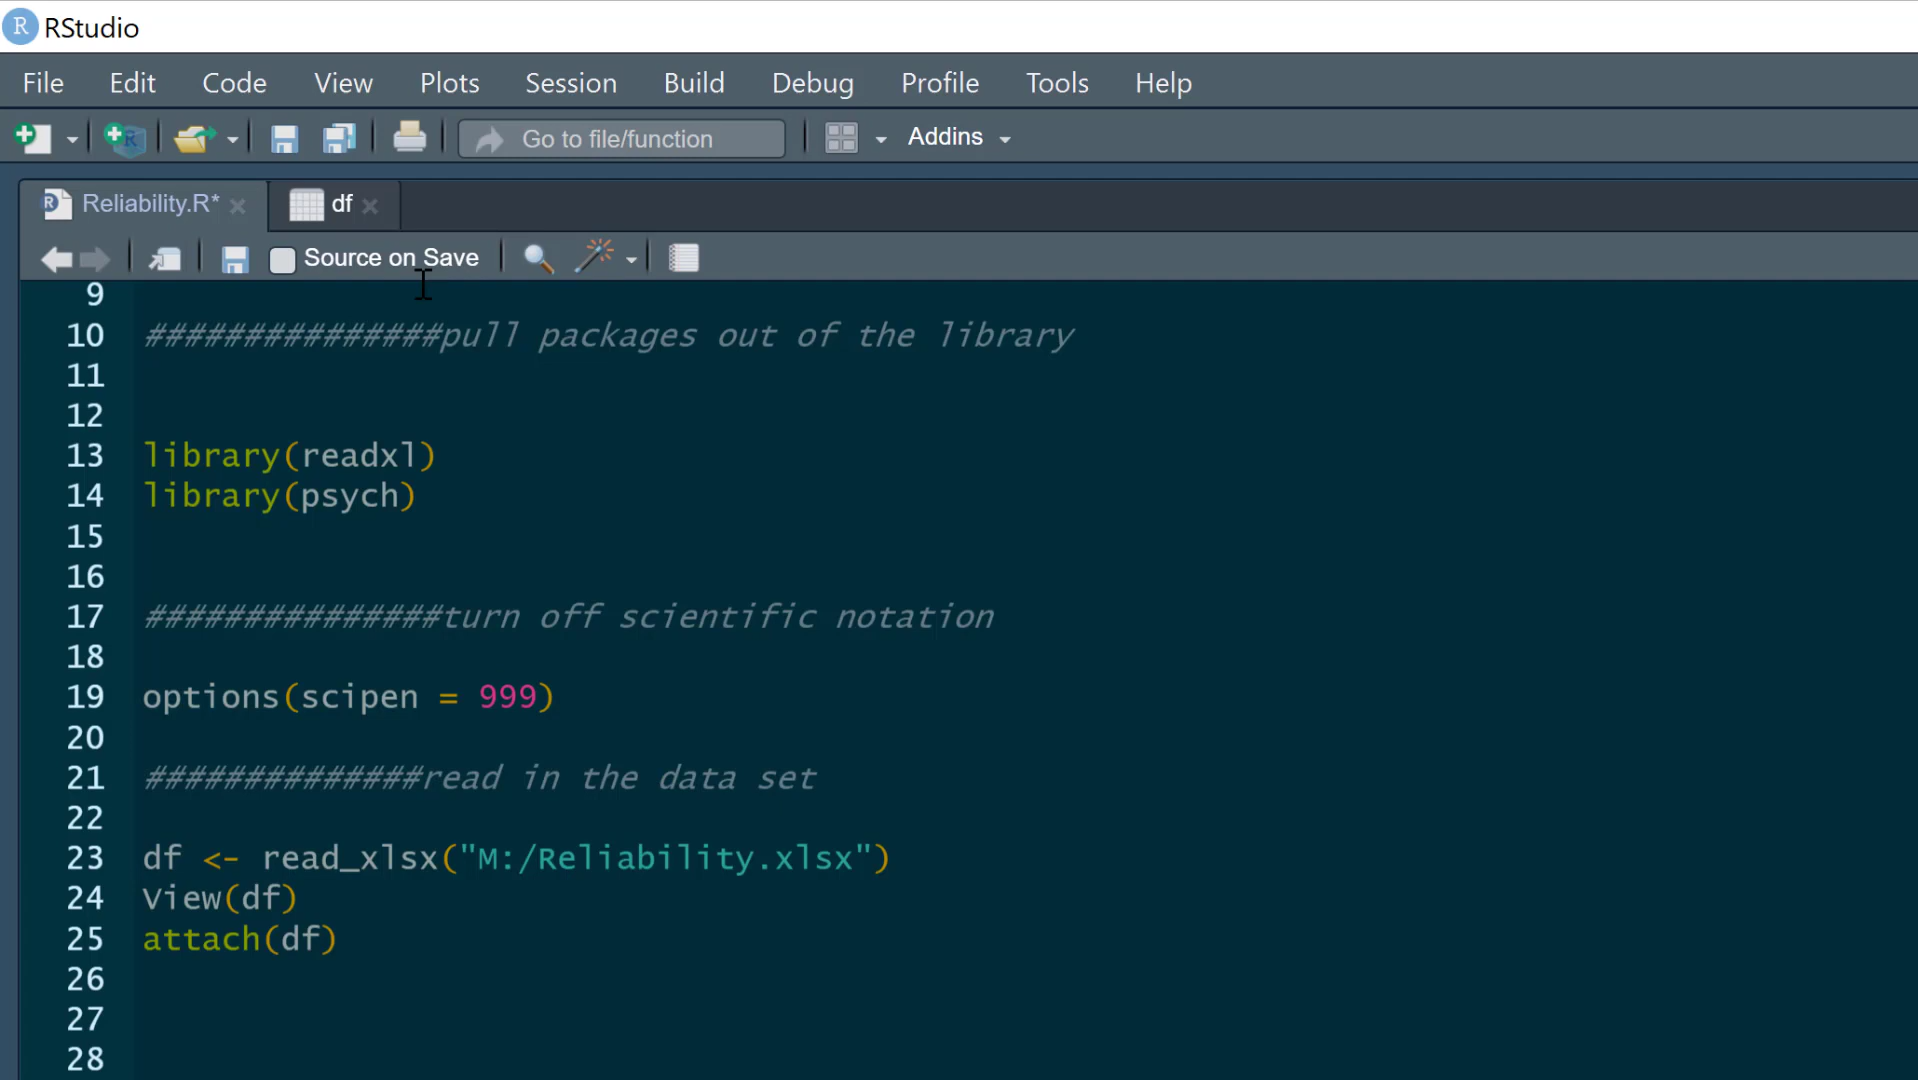 R RStudio
File Edit Code View Plots Session Build Debug Profile Tools Help
Go to file/function Addins
Reliability.R* df
Source on Save
9
10 ###############pull packages out of the library
11
12
13 library(readxl)
14 library(psych)
15
16
17 ###############turn off scientific notation
18
19 options(scipen = 999)
20
21 ##############read in the data set
22
23 df <- read_xlsx("M:/Reliability.xlsx")
24 View(df)
25 attach(df)
26
27
28